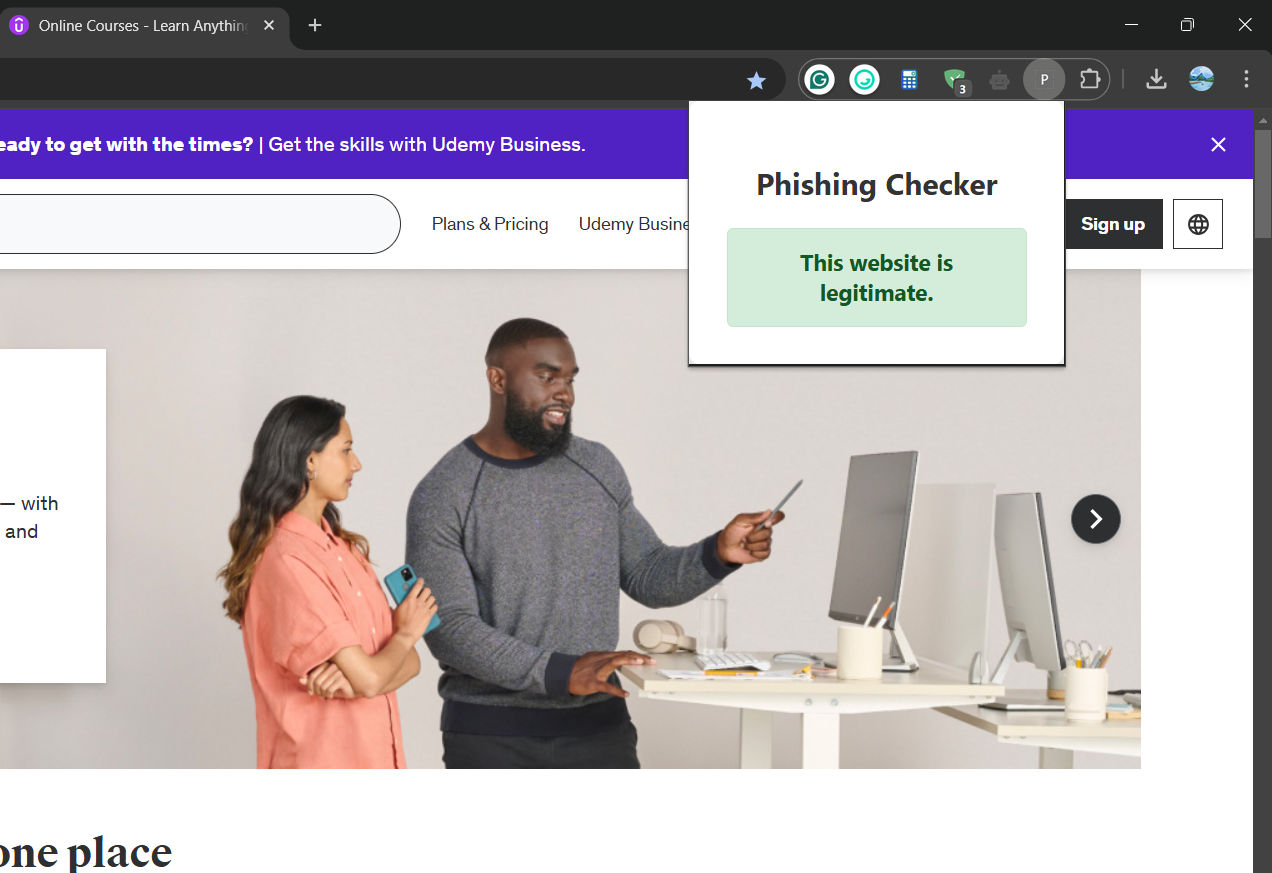 Online Courses - Learn Anythin
3
P
eady to get with the times? | Get the skills with Udemy Business.
Phishing Checker
This website is
legitimate.
Plans & Pricing
Udemy Busine
Sign up
— with
and
one place